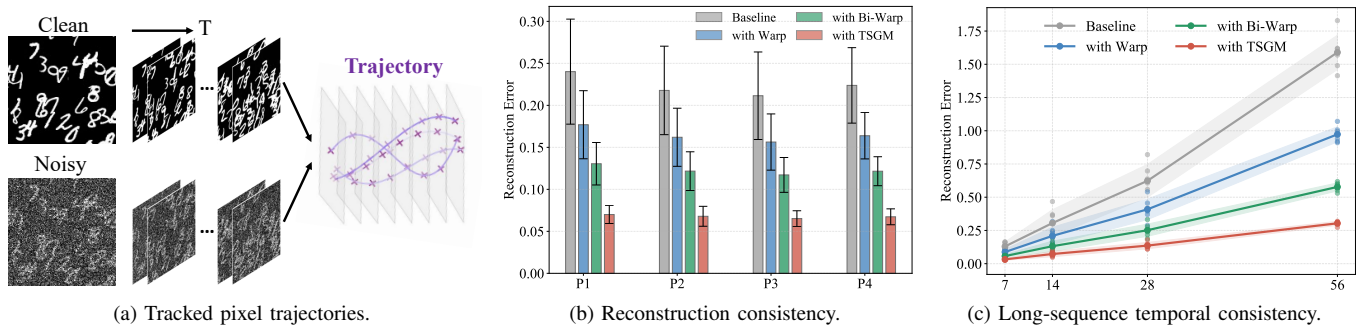 Clean
T
...
Trajectory
Noisy
...
(a) Tracked pixel trajectories.
Reconstruction Error
0.30
0.25
0.20
0.15
0.10
0.05
0.00
Baseline
with Warp
with Bi-Warp
with TSGM
P1 P2 P3 P4
(b) Reconstruction consistency.
Reconstruction Error
1.75
1.50
1.25
1.00
0.75
0.50
0.25
0.00
Baseline
with Warp
with Bi-Warp
with TSGM
7 14 28 56
(c) Long-sequence temporal consistency.